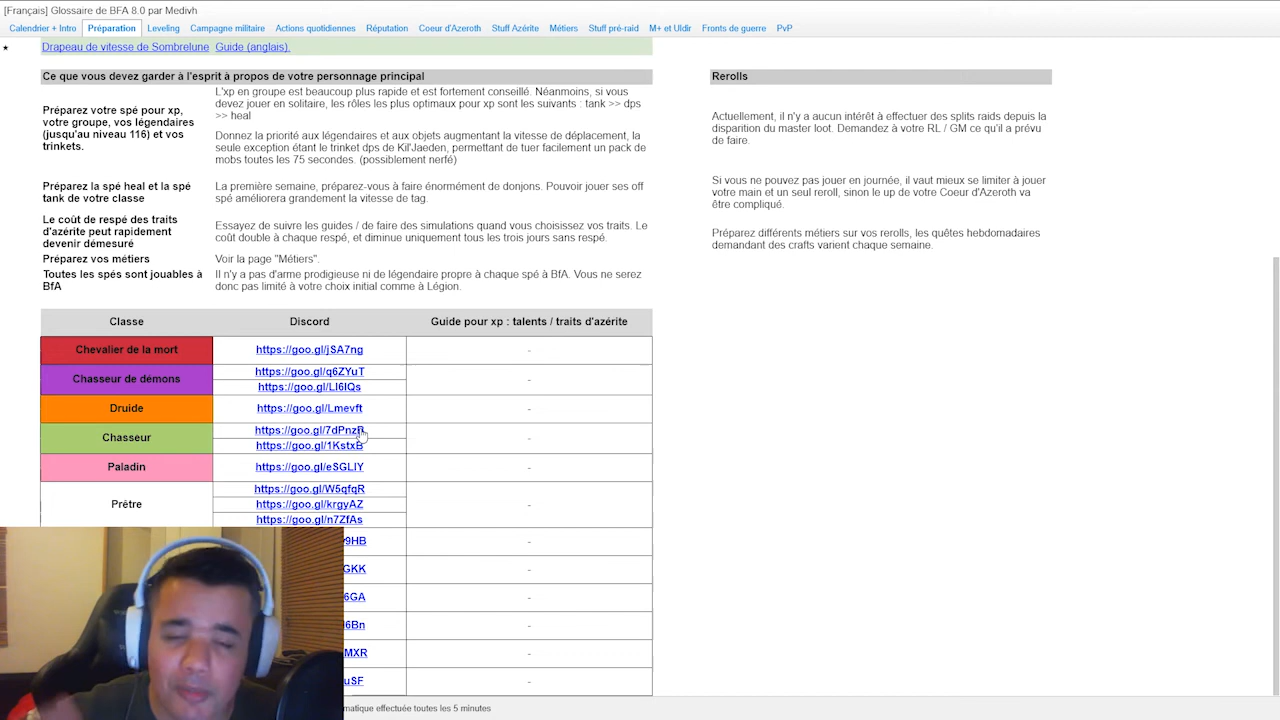 [Français] Glossaire de BFA 8.0 par Medivh
Calendrier + Intro Préparation Leveling Campagne militaire Actions quotidiennes Réputation Coeur d'Azeroth Stuff Azérite Métiers Stuff pré-raid M+ et Uldir Fronts de guerre PvP
Drapeau de vitesse de Sombrelune Guide (anglais).
Ce que vous devez garder à l'esprit à propos de votre personnage principal
Préparez votre spé pour xp,
votre groupe, vos légendaires
(jusqu'au niveau 116) et vos
trinkets.
L'xp en groupe est beaucoup plus rapide et est fortement conseillé. Néanmoins, si vous
devez jouer en solitaire, les rôles les plus optimaux pour xp sont les suivants : tank >> dps
>> heal
Donnez la priorité aux légendaires et aux objets augmentant la vitesse de déplacement, la
seule exception étant le trinket dps de Kil'Jaeden, permettant de tuer facilement un pack de
mobs toutes les 75 secondes. (possiblement nerfé)
Préparez la spé heal et la spé
tank de votre classe
La première semaine, préparez-vous à faire énormément de donjons. Pouvoir jouer ses off
spé améliorera grandement la vitesse de tag.
Le coût de respé des traits
d'azérite peut rapidement
devenir démesuré
Essayez de suivre les guides / de faire des simulations quand vous choisissez vos traits. Le
coût double à chaque respé, et diminue uniquement tous les trois jours sans respé.
Préparez vos métiers
Voir la page "Métiers".
Toutes les spés sont jouables à
BfA
Il n'y a pas d'arme prodigieuse ni de légendaire propre à chaque spé à BfA. Vous ne serez
donc pas limité à votre choix initial comme à Légion.
Rerolls
Actuellement, il n'y a aucun intérêt à effectuer des splits raids depuis la
disparition du master loot. Demandez à votre RL / GM ce qu'il a prévu
de faire.
Si vous ne pouvez pas jouer en journée, il vaut mieux se limiter à jouer
votre main et un seul reroll, sinon le up de votre Coeur d'Azeroth va
être compliqué.
Préparez différents métiers sur vos rerolls, les quêtes hebdomadaires
demandant des crafts varient chaque semaine.
Classe Discord Guide pour xp : talents / traits d'azérite
Chevalier de la mort https://goo.gl/jSA7ng -
Chasseur de démons https://goo.gl/q6ZYuT -
https://goo.gl/LI6IQs
Druide https://goo.gl/Lmevft -
Chasseur https://goo.gl/7dPnzR -
https://goo.gl/1KstxB
Paladin https://goo.gl/eSGLIY -
Prêtre https://goo.gl/W5qfqR -
https://goo.gl/krgyAZ
https://goo.gl/n7ZfAs
9HB -
GKK -
6GA -
I6Bn -
MXR -
uSF -
matique effectuée toutes les 5 minutes